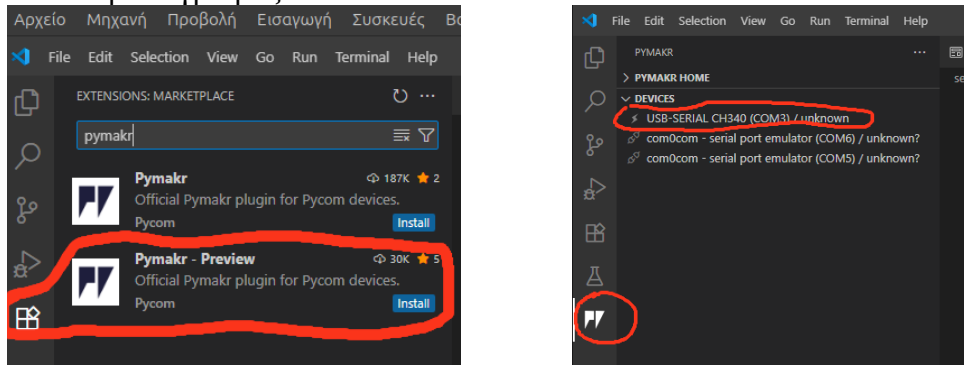 Αρχείο Μηχανή Προβολή Εισαγωγή Συσκευές
File Edit Selection View Go Run Terminal Help
EXTENSIONS: MARKETPLACE
pymakr
Pymakr 187K 2
Official Pymakr plugin for Pycom devices.
Pycom Install
Pymakr - Preview 30K 5
Official Pymakr plugin for Pycom devices.
Pycom Install
File Edit Selection View Go Run Terminal Help
PYMAKR
PYMAKR HOME
DEVICES
USB-SERIAL CH340 (COM3) / unknown
com0com - serial port emulator (COM6) / unknown?
com0com - serial port emulator (COM5) / unknown?